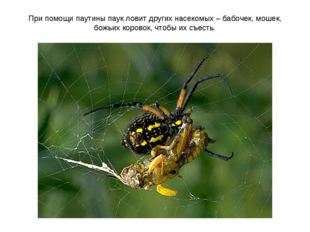 При помощи паутины паук ловит других насекомых – бабочек, мошек,
божьих коровок, чтобы их съесть.